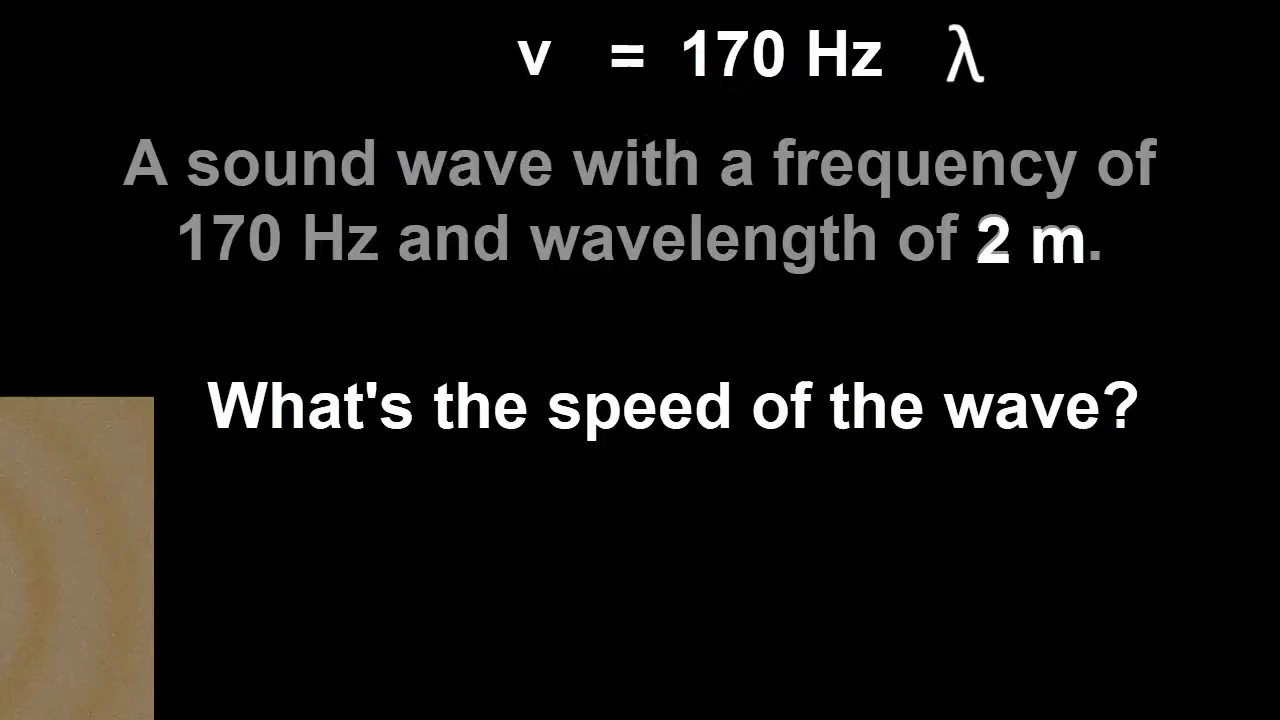 v = 170 Hz λ
A sound wave with a frequency of
170 Hz and wavelength of 2 m.
What's the speed of the wave?